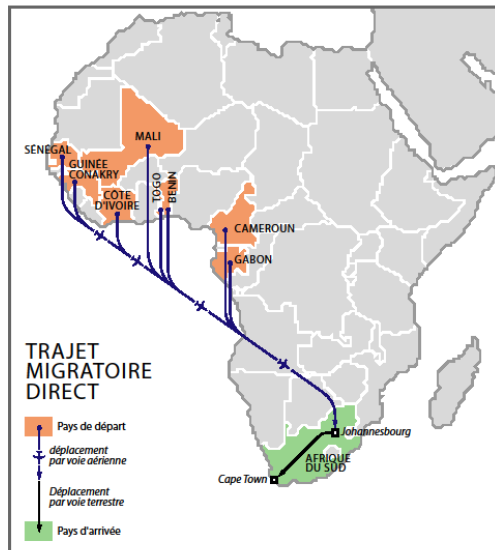 MALI
SÉNÉGAL
GUINÉE
CONAKRY
CÔTE
D'IVOIRE
TOGO
BENIN
CAMEROUN
GABON
TRAJET
MIGRATOIRE
DIRECT
Pays de départ
déplacement
par voie aérienne
Déplacement
par voie terrestre
Pays d'arrivée
Johannesbourg
AFRIQUE
DU SUD
Cape Town